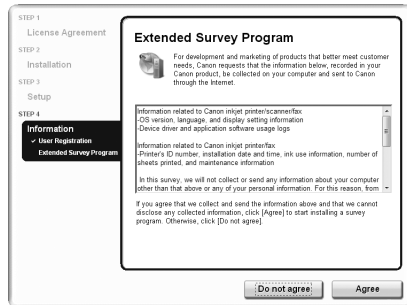 STEP 1
License Agreement
STEP 2
Installation
STEP 3
Setup
STEP 4
Information
✓ User Registration
Extended Survey Program
Extended Survey Program
For development and marketing of products that better meet customer
needs, Canon requests that the information below, recorded in your
Canon product, be collected on your computer and sent to Canon
through the Internet.
Information related to Canon inkjet printer/scanner/fax
-OS version, language, and display setting information
-Device driver and application software usage logs
Information related to Canon inkjet printer/fax
-Printer's ID number, installation date and time, ink use information, number of
sheets printed, and maintenance information
In this survey, we will not collect or send any information about your computer
other than that above or any of your personal information. For this reason, from
If you agree that we collect and send the information above and that we cannot
disclose any collected information, click [Agree] to start installing a survey
program. Otherwise, click [Do not agree].
Do not agree
Agree